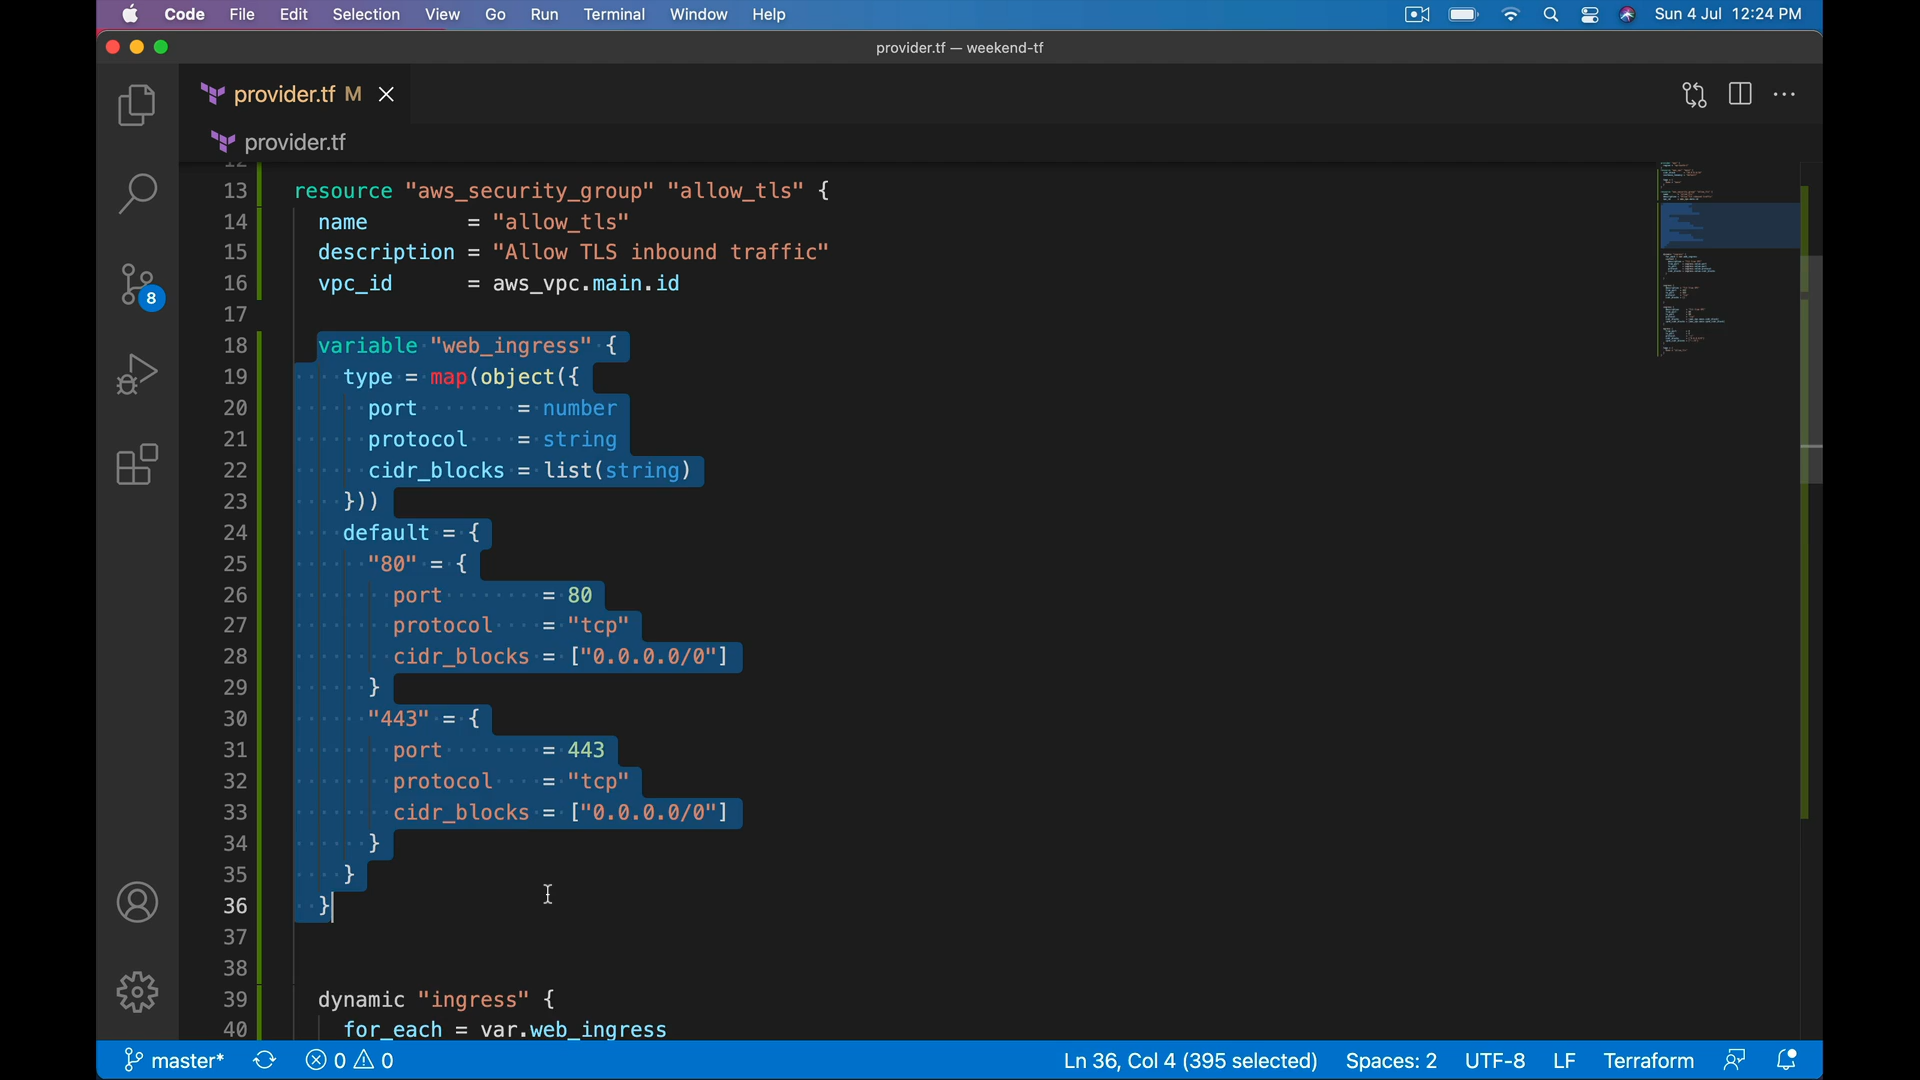 Code File Edit Selection View Go Run Terminal Window Help Sun 4 Jul 12:24 PM
provider.tf — weekend-tf
provider.tf M
provider.tf
12
13 resource "aws_security_group" "allow_tls" {
14 name = "allow_tls"
15 description = "Allow TLS inbound traffic"
16 vpc_id = aws_vpc.main.id
17
18 variable "web_ingress" {
19 type = map(object({
20 port = number
21 protocol = string
22 cidr_blocks = list(string)
23 }))
24 default = {
25 "80" = {
26 port = 80
27 protocol = "tcp"
28 cidr_blocks = ["0.0.0.0/0"]
29 }
30 "443" = {
31 port = 443
32 protocol = "tcp"
33 cidr_blocks = ["0.0.0.0/0"]
34 }
35 }
36 }
37
38
39 dynamic "ingress" {
40 for_each = var.web_ingress
8
master* 0 0 Ln 36, Col 4 (395 selected) Spaces: 2 UTF-8 LF Terraform